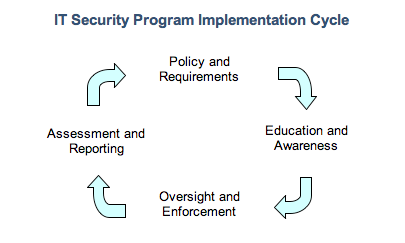 IT Security Program Implementation Cycle
Policy and
Requirements
Education and
Awareness
Oversight and
Enforcement
Assessment and
Reporting